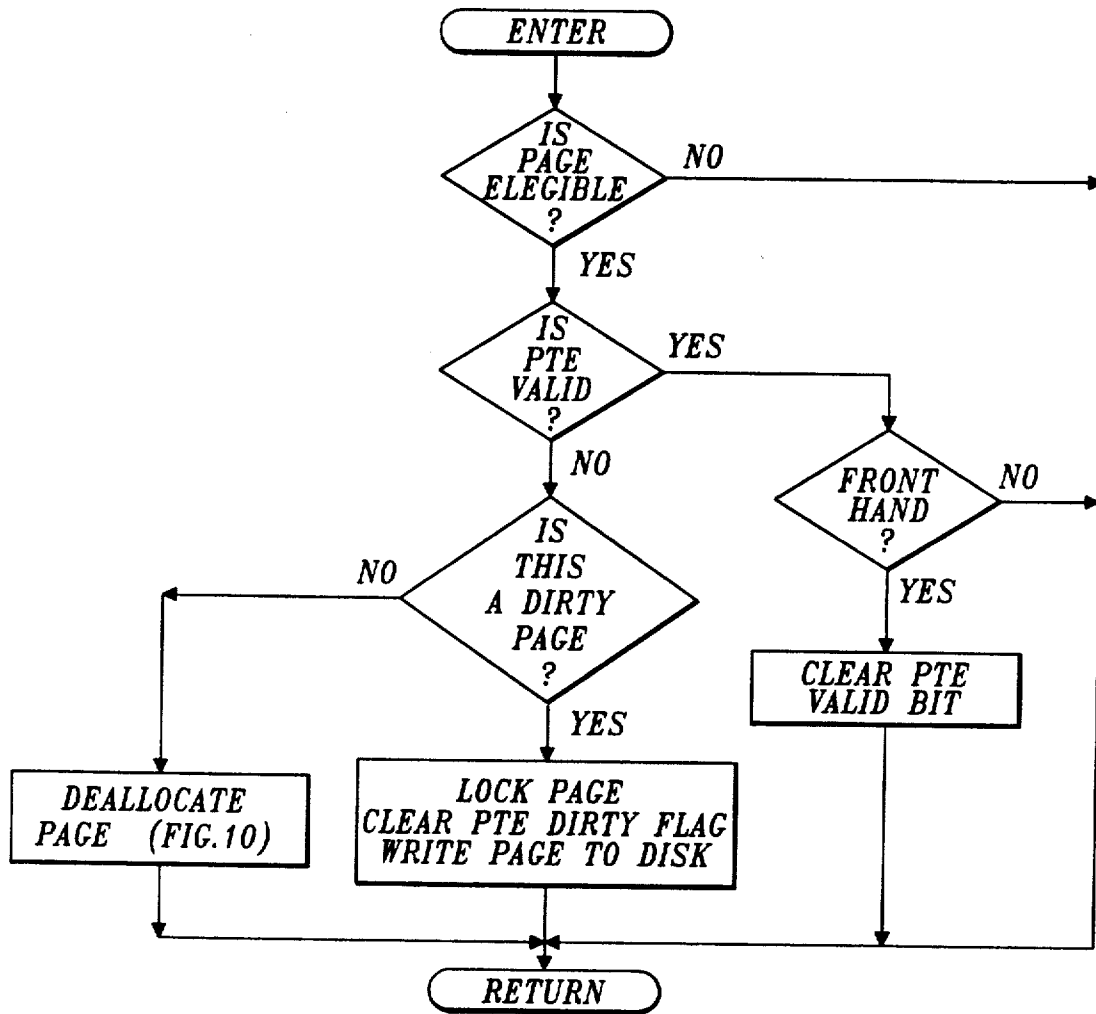 ENTER
IS
PAGE
ELEGIBLE
?
NO
YES
IS
PTE
VALID
?
YES
NO
FRONT
HAND
?
NO
YES
IS
THIS
A DIRTY
PAGE
?
NO
YES
CLEAR PTE
VALID BIT
DEALLOCATE
PAGE (FIG.10)
LOCK PAGE
CLEAR PTE DIRTY FLAG
WRITE PAGE TO DISK
RETURN